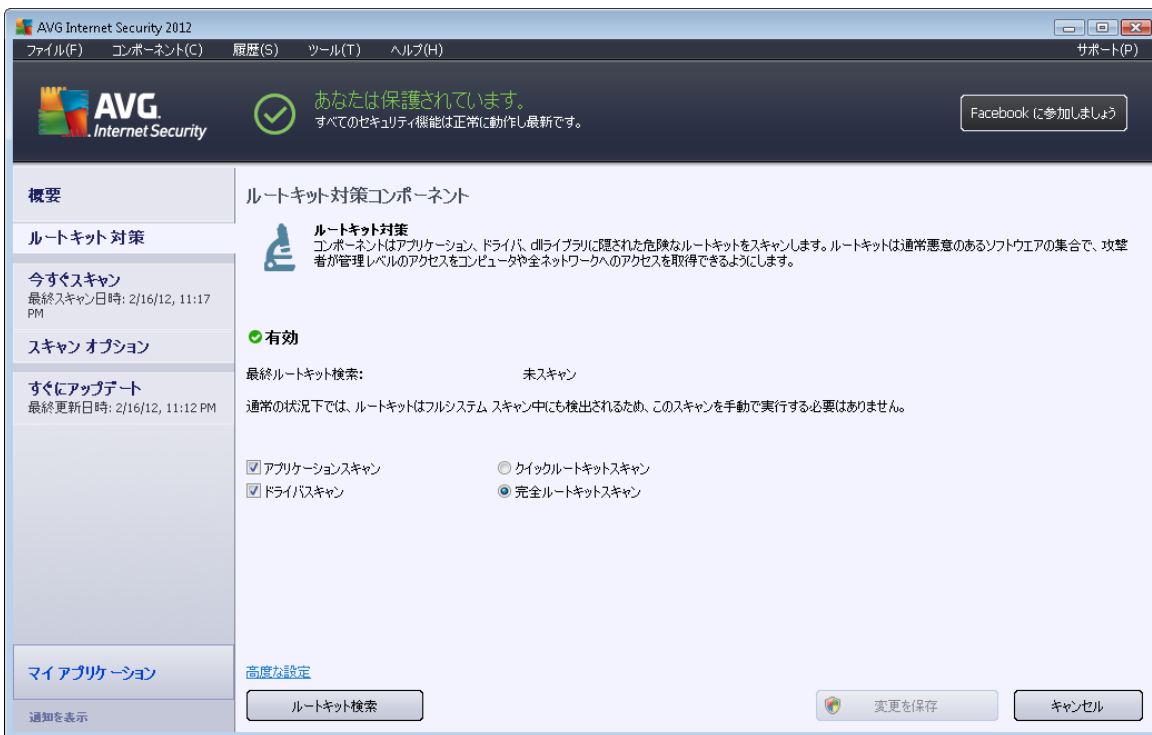 AVG Internet Security 2012
ファイル(F) コンポーネント(C) 履歴(S) ツール(T) ヘルプ(H) サポート(P)
AVG.
Internet Security
あなたは保護されています。
すべてのセキュリティ機能は正常に動作し最新です。
Facebook に参加しましょう
概要
ルートキット 対策
今すぐスキャン
最終スキャン日時: 2/16/12, 11:17
PM
スキャン オプション
すぐにアップデート
最終更新日時: 2/16/12, 11:12 PM
マイ アプリケーション
通知を表示
ルートキット対策コンポーネント
ルートキット対策
コンポーネントはアプリケーション、ドライバ、dllライブラリに隠された危険なルートキットをスキャンします。ルートキットは通常悪意のあるソフトウエアの集合で、攻撃
者が管理レベルのアクセスをコンピュータや全ネットワークへのアクセスを取得できるようにします。
有効
最終ルートキット検索: 未スキャン
通常の状況下では、ルートキットはフルシステム スキャン中にも検出されるため、このスキャンを手動で実行する必要はありません。
アプリケーションスキャン クイックルートキットスキャン
ドライバスキャン 完全ルートキットスキャン
高度な設定
ルートキット検索 変更を保存 キャンセル